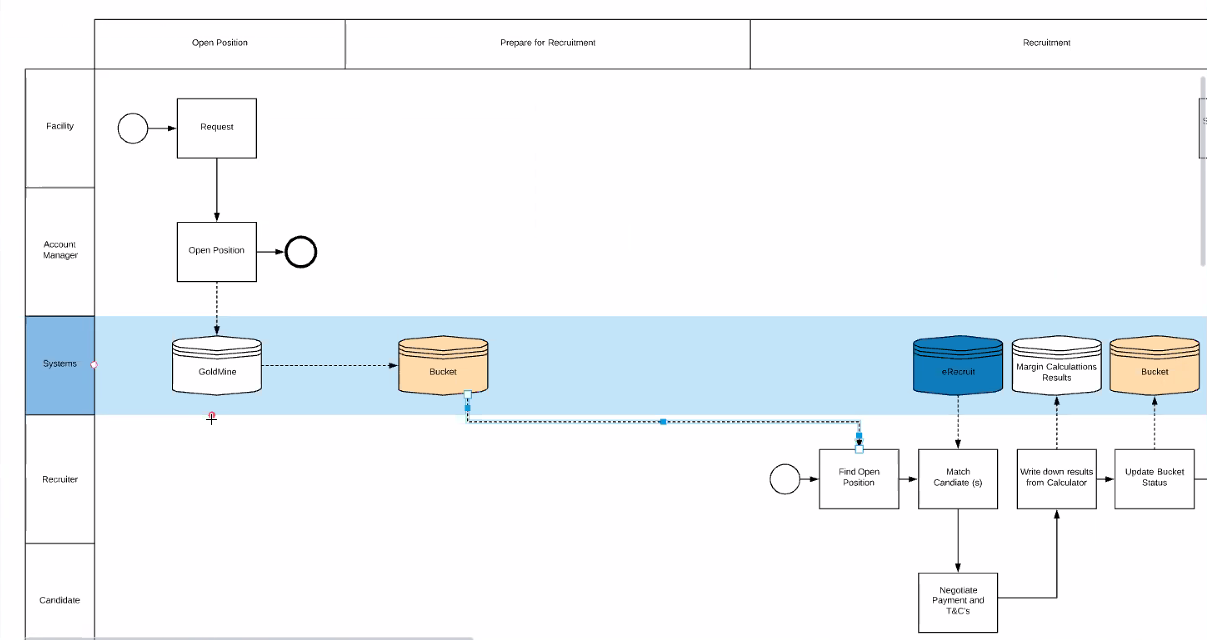 Open Position
Prepare for Recruitment
Recruitment
Facility
Request
Account
Manager
Open Position
Systems
GoldMine
Bucket
eRecruit
Margin Calculatiions
Results
Bucket
Recruiter
Find Open
Position
Match
Candiate (s)
Write down results
from Calculator
Update Bucket
Status
Candidate
Negotiate
Payment and
T&C's